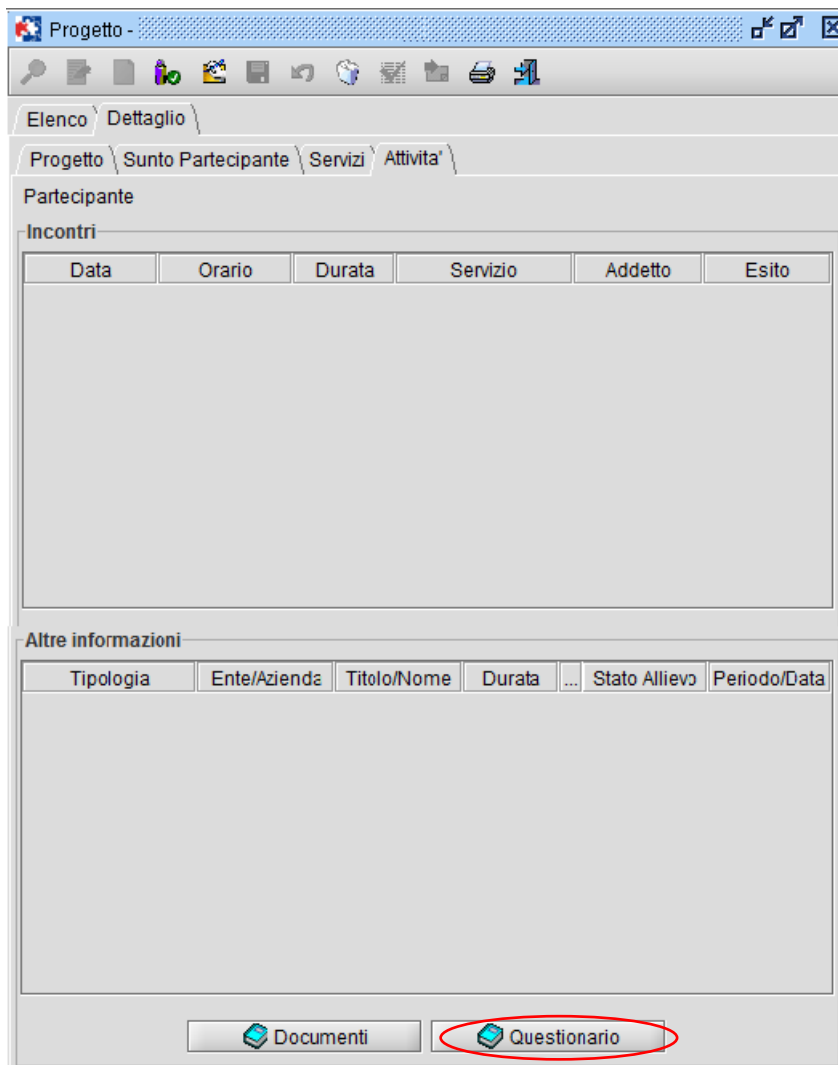 Progetto -
Elenco Dettaglio
Progetto Sunto Partecipante Servizi Attivita'
Partecipante
Incontri
Data Orario Durata Servizio Addetto Esito
Altre informazioni
Tipologia Ente/Azienda Titolo/Nome Durata ... Stato Allievo Periodo/Data
Documenti Questionario